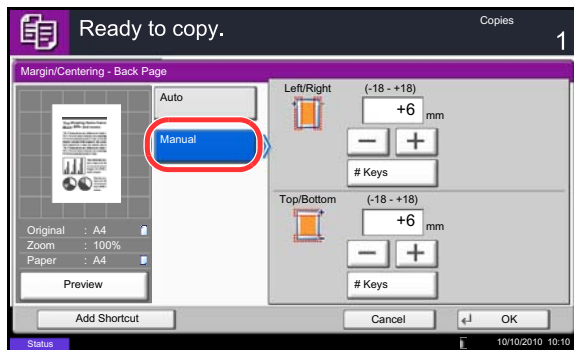 Ready to copy.
Copies
1
Margin/Centering - Back Page
Auto
Manual
Left/Right
(-18 - +18)
+6 mm
# Keys
Top/Bottom
(-18 - +18)
+6 mm
# Keys
Original : A4
Zoom : 100%
Paper : A4
Preview
Add Shortcut
Cancel
OK
Status
10/10/2010 10:10